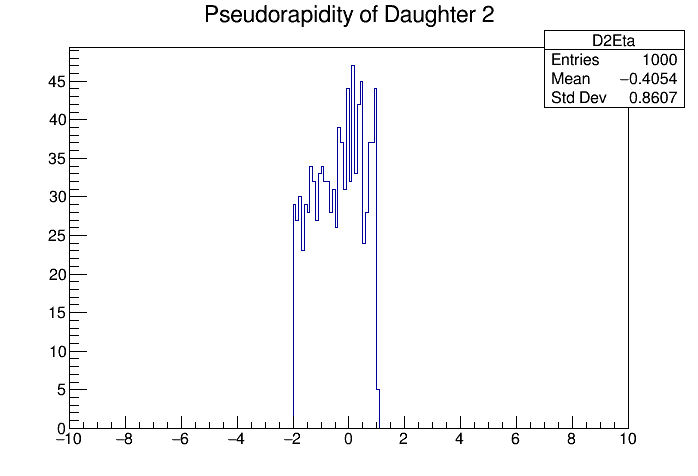 Pseudorapidity of Daughter 2
D2Eta
Entries 1000
Mean −0.4054
Std Dev 0.8607
45
40
35
30
25
20
15
10
5
0
−10 −8 −6 −4 −2 0 2 4 6 8 10